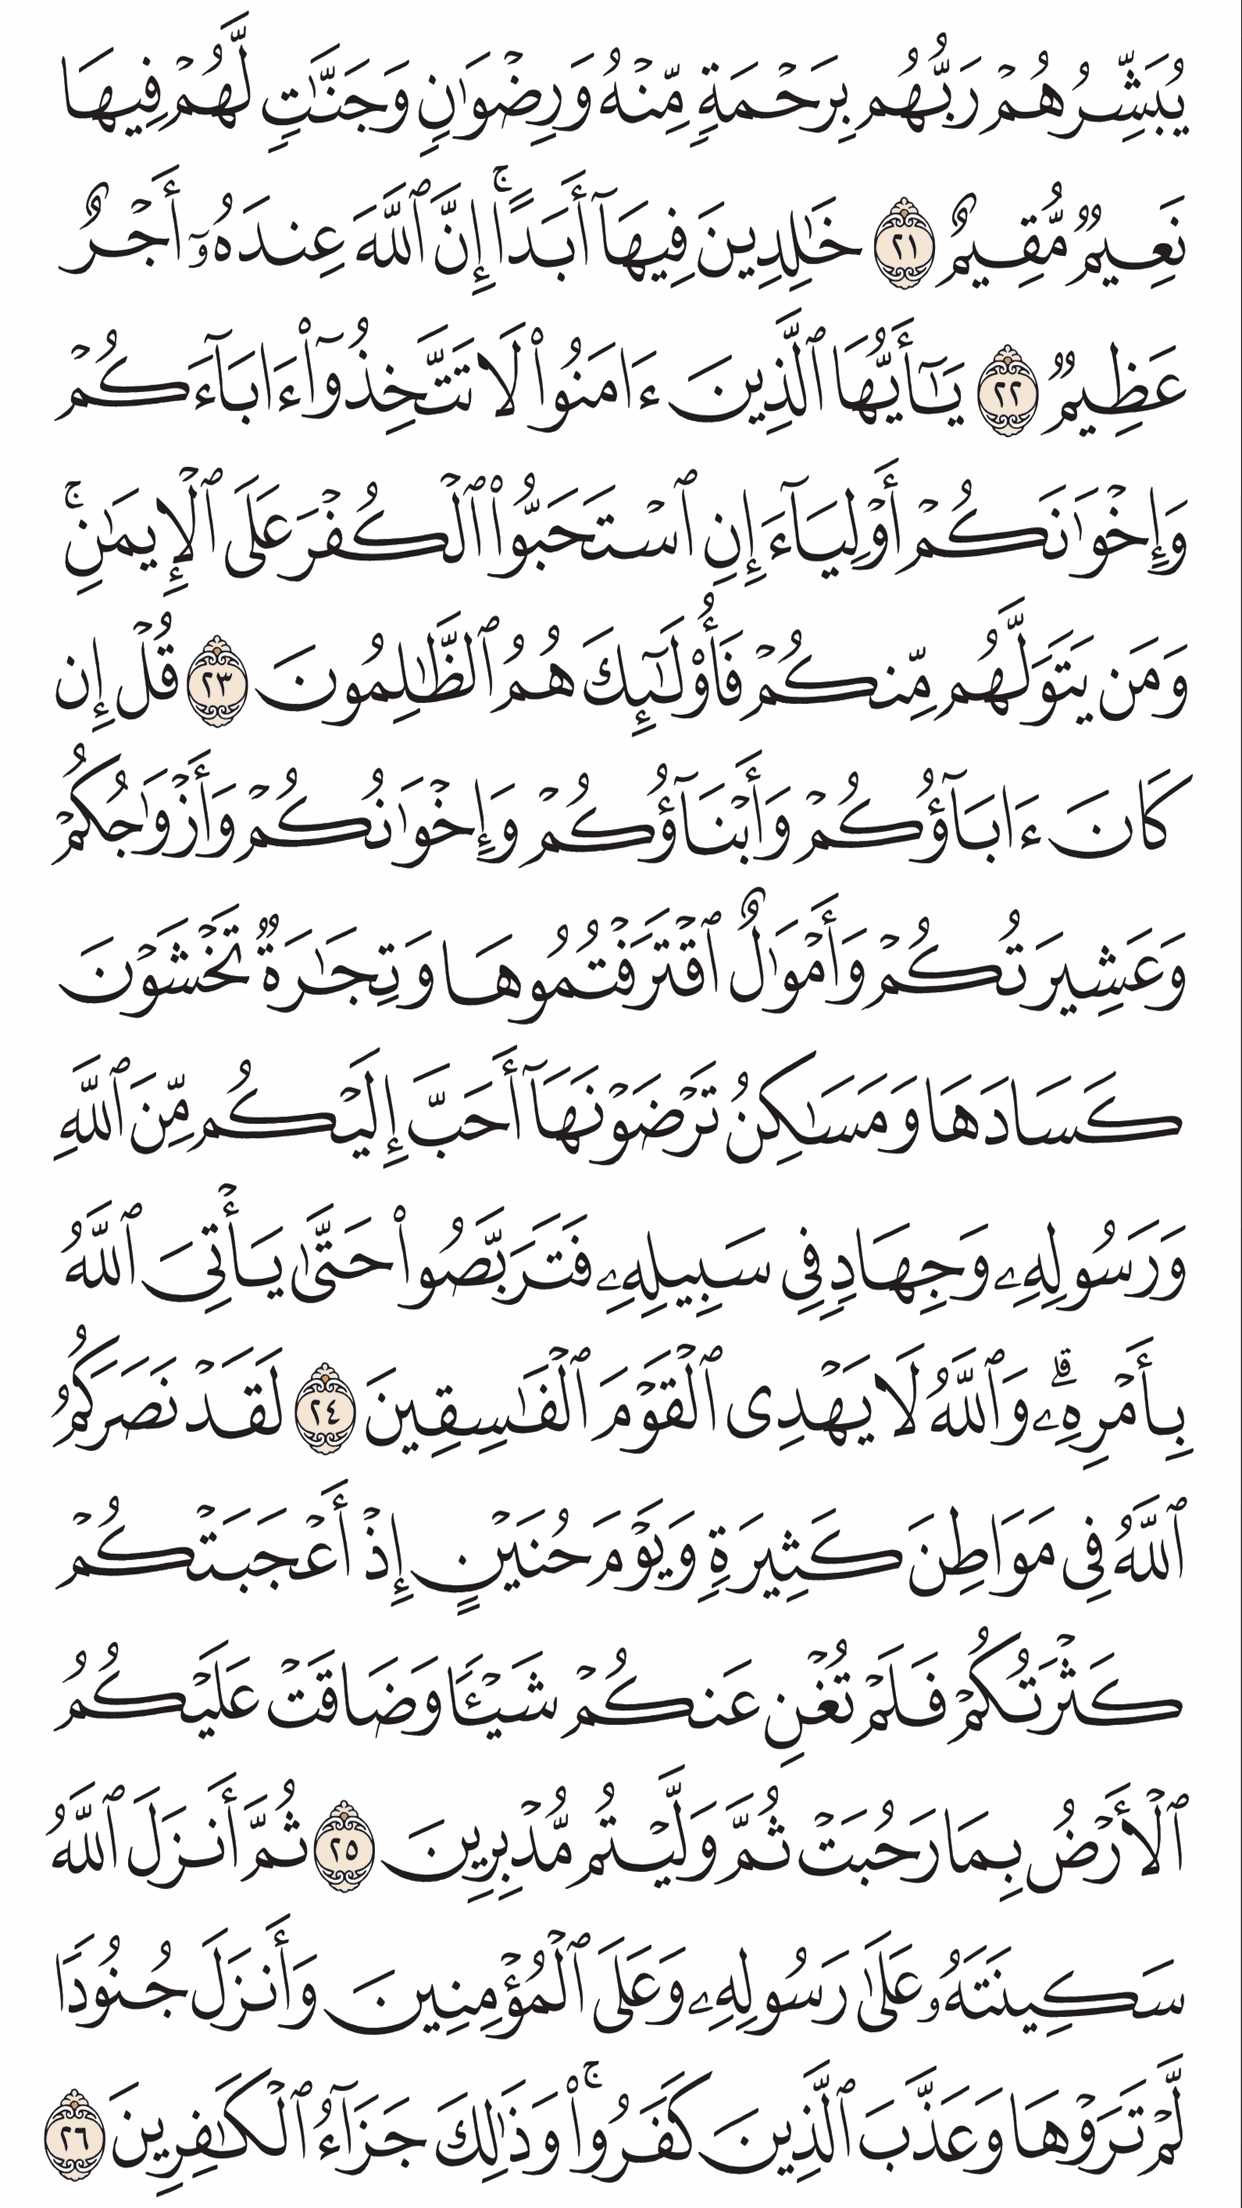 يُبَشِّرُهُمۡ رَبُّهُم بِرَحۡمَةٖ مِّنۡهُ وَرِضۡوَٰنٖ وَجَنَّٰتٖ لَّهُمۡ فِيهَا
نَعِيمٞ مُّقِيمٌ ٢١ خَٰلِدِينَ فِيهَآ أَبَدًاۚ إِنَّ ٱللَّهَ عِندَهُۥٓ أَجۡرٌ
عَظِيمٞ ٢٢ يَٰٓأَيُّهَا ٱلَّذِينَ ءَامَنُواْ لَا تَتَّخِذُوٓاْ ءَابَآءَكُمۡ
وَإِخۡوَٰنَكُمۡ أَوۡلِيَآءَ إِنِ ٱسۡتَحَبُّواْ ٱلۡكُفۡرَ عَلَى ٱلۡإِيمَٰنِۚ
وَمَن يَتَوَلَّهُم مِّنكُمۡ فَأُوْلَٰٓئِكَ هُمُ ٱلظَّٰلِمُونَ ٢٣ قُلۡ إِن
كَانَ ءَابَآؤُكُمۡ وَأَبۡنَآؤُكُمۡ وَإِخۡوَٰنُكُمۡ وَأَزۡوَٰجُكُمۡ
وَعَشِيرَتُكُمۡ وَأَمۡوَٰلٌ ٱقۡتَرَفۡتُمُوهَا وَتِجَٰرَةٞ تَخۡشَوۡنَ
كَسَادَهَا وَمَسَٰكِنُ تَرۡضَوۡنَهَآ أَحَبَّ إِلَيۡكُم مِّنَ ٱللَّهِ
وَرَسُولِهِۦ وَجِهَادٖ فِي سَبِيلِهِۦ فَتَرَبَّصُواْ حَتَّىٰ يَأۡتِيَ ٱللَّهُ
بِأَمۡرِهِۦۗ وَٱللَّهُ لَا يَهۡدِي ٱلۡقَوۡمَ ٱلۡفَٰسِقِينَ ٢٤ لَقَدۡ نَصَرَكُمُ
ٱللَّهُ فِي مَوَاطِنَ كَثِيرَةٖ وَيَوۡمَ حُنَيۡنٍ إِذۡ أَعۡجَبَتۡكُمۡ
كَثۡرَتُكُمۡ فَلَمۡ تُغۡنِ عَنكُمۡ شَيۡـٔٗا وَضَاقَتۡ عَلَيۡكُمُ
ٱلۡأَرۡضُ بِمَا رَحُبَتۡ ثُمَّ وَلَّيۡتُم مُّدۡبِرِينَ ٢٥ ثُمَّ أَنزَلَ ٱللَّهُ
سَكِينَتَهُۥ عَلَىٰ رَسُولِهِۦ وَعَلَى ٱلۡمُؤۡمِنِينَ وَأَنزَلَ جُنُودٗا
لَّمۡ تَرَوۡهَا وَعَذَّبَ ٱلَّذِينَ كَفَرُواْۚ وَذَٰلِكَ جَزَآءُ ٱلۡكَٰفِرِينَ ٢٦